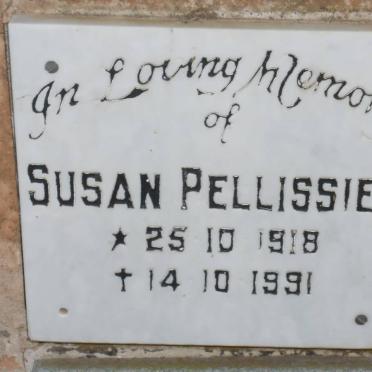 In Loving Memor
of
SUSAN PELLISSIE
★ 25 10 1918
✝ 14 10 1991